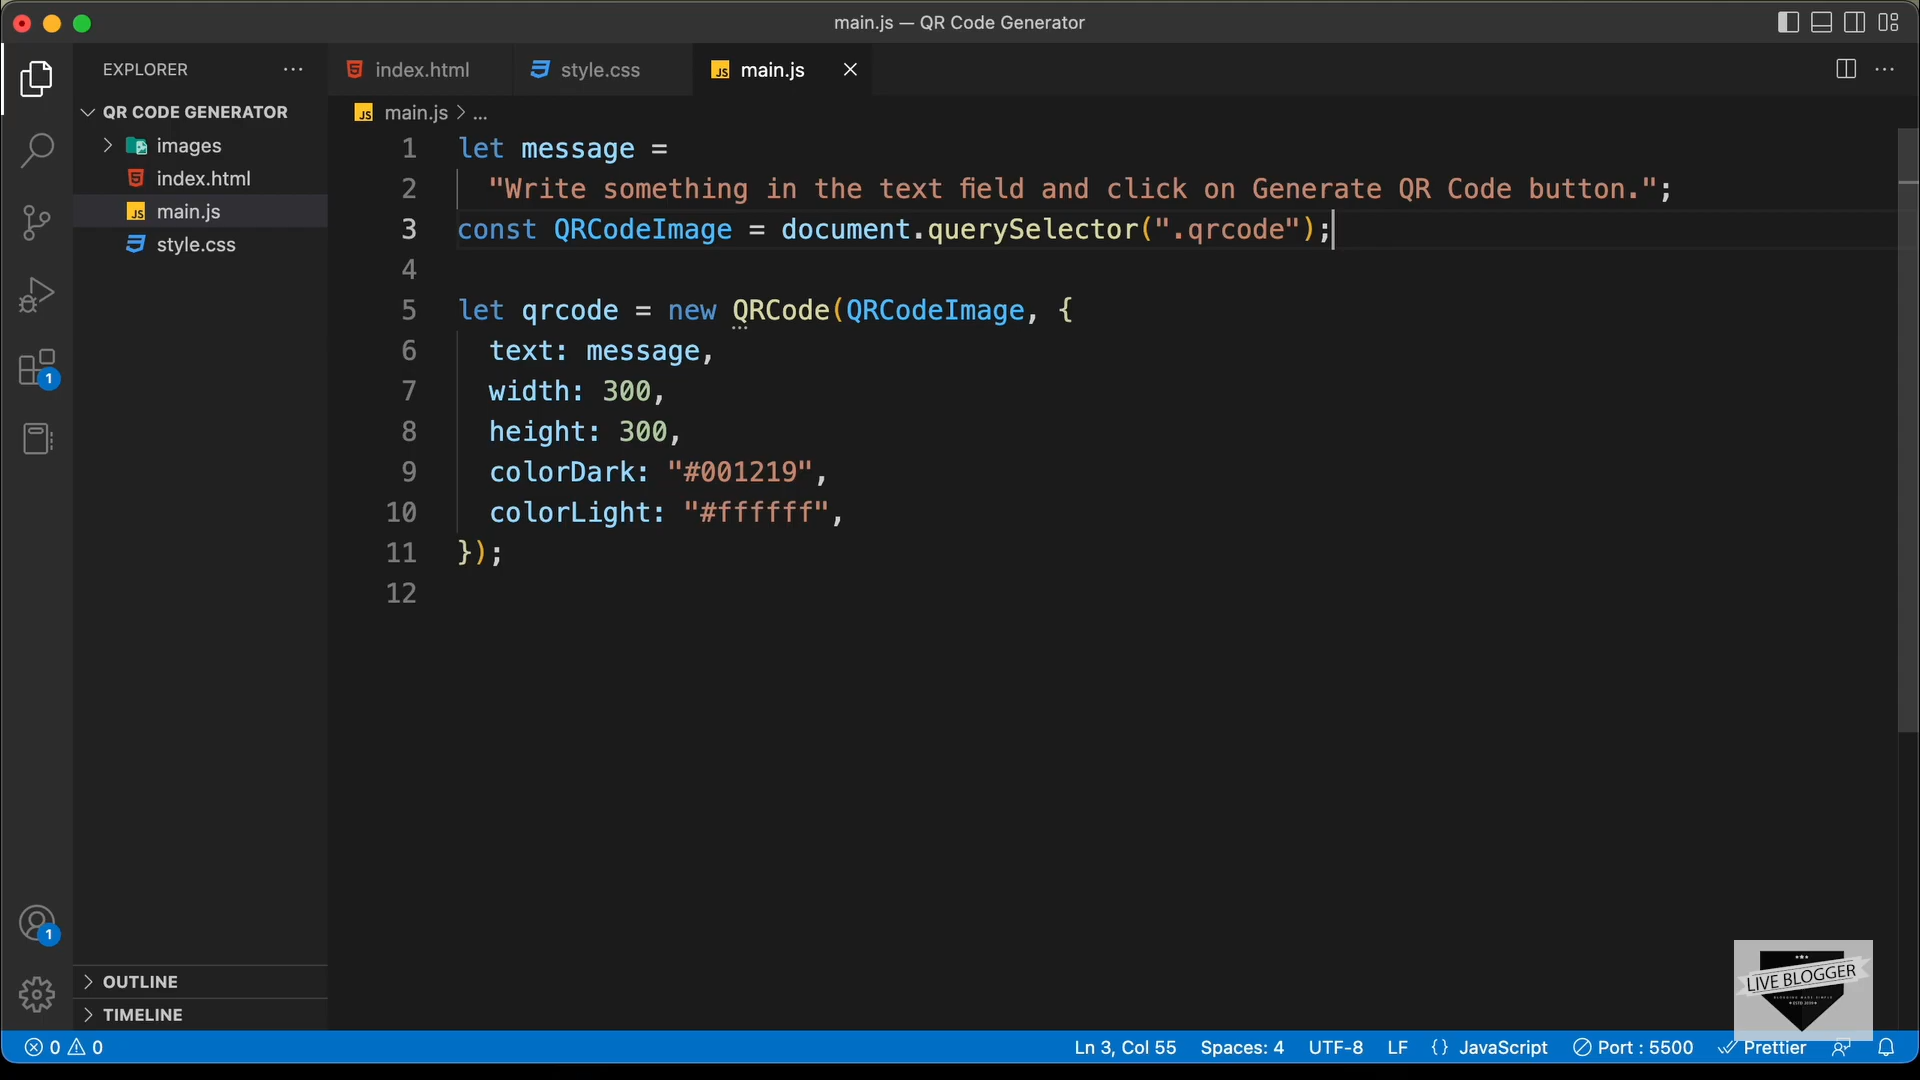 main.js — QR Code Generator
EXPLORER
QR CODE GENERATOR
images
index.html
main.js
style.css
OUTLINE
TIMELINE
index.html
style.css
main.js
main.js > ...
1 let message =
2 "Write something in the text field and click on Generate QR Code button.";
3 const QRCodeImage = document.querySelector(".qrcode");
4
5 let qrcode = new QRCode(QRCodeImage, {
6 text: message,
7 width: 300,
8 height: 300,
9 colorDark: "#001219",
10 colorLight: "#ffffff",
11 });
12
1
1
LIVE BLOGGER
0 0
Ln 3, Col 55 Spaces: 4 UTF-8 LF {} JavaScript Port : 5500 Prettier